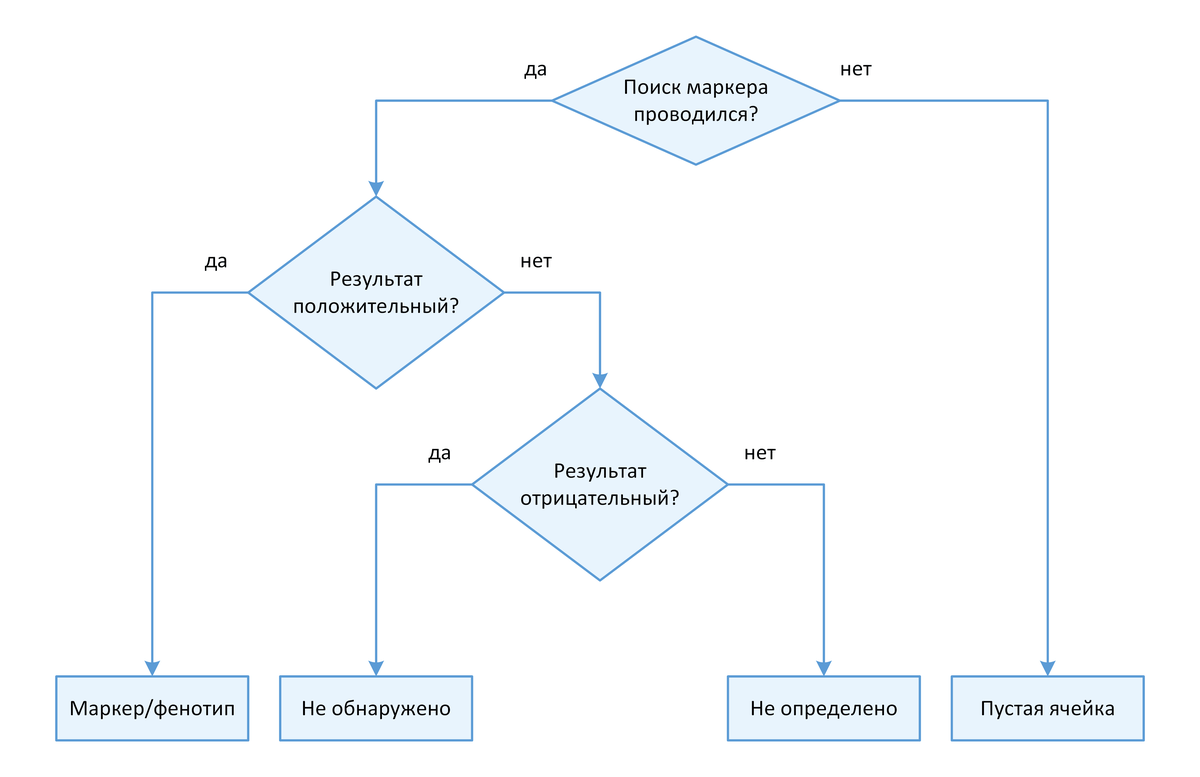 да
нет
Поиск маркера
проводился?
да
нет
Результат
положительный?
да
нет
Результат
отрицательный?
Маркер/фенотип
Не обнаружено
Не определено
Пустая ячейка